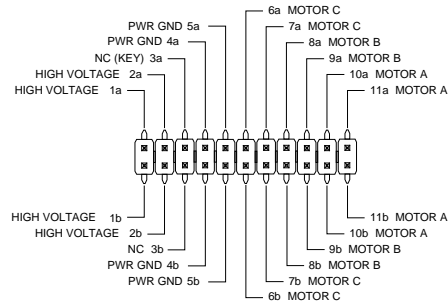 6a MOTOR C
PWR GND 5a
7a MOTOR C
PWR GND 4a
8a MOTOR B
NC (KEY) 3a
9a MOTOR B
HIGH VOLTAGE 2a
10a MOTOR A
HIGH VOLTAGE 1a
11a MOTOR A
HIGH VOLTAGE 1b
11b MOTOR A
HIGH VOLTAGE 2b
10b MOTOR A
NC 3b
9b MOTOR B
PWR GND 4b
8b MOTOR B
PWR GND 5b
7b MOTOR C
6b MOTOR C